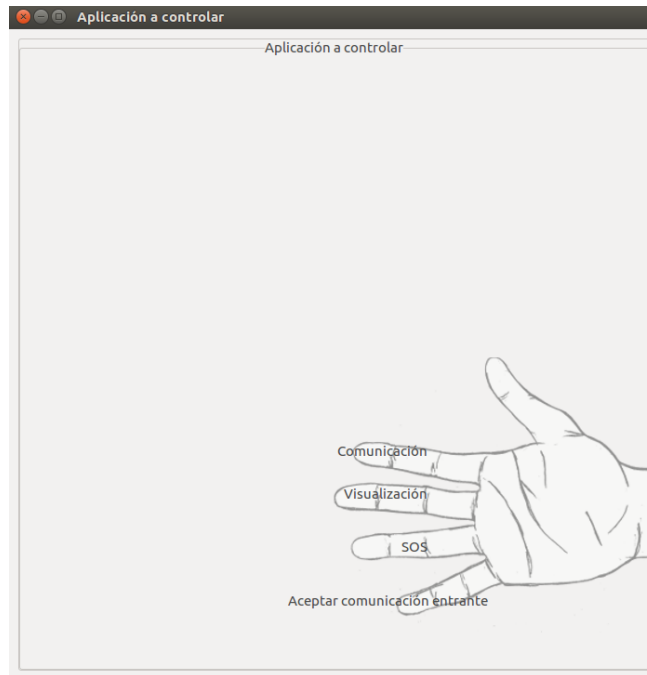 Aplicación a controlar
Aplicación a controlar
Comunicación
Visualización
SOS
Aceptar comunicación entrante